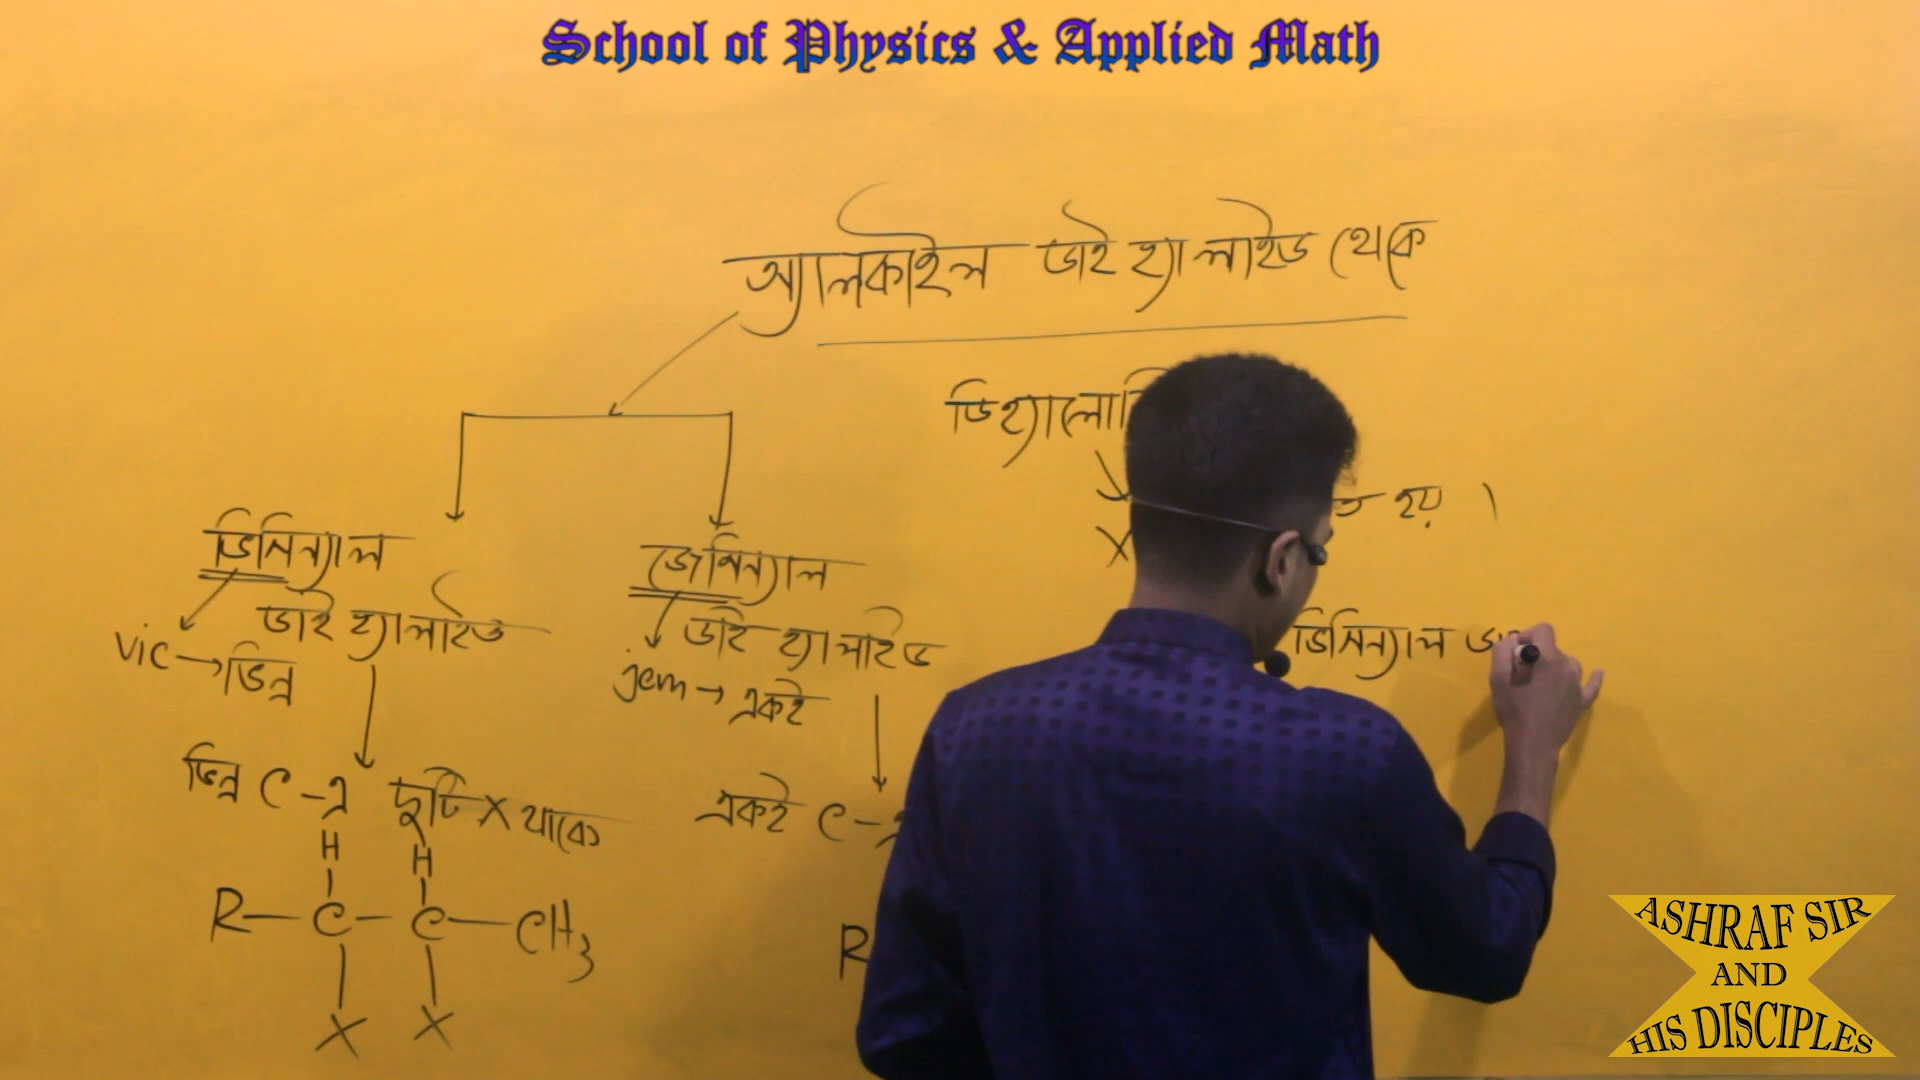 School of Physics & Applied Math
অ্যালকাইল ডাই হ্যালাইড থেকে
ভিসিন্যাল
ডাই হ্যালাইড
vic → ভিন্ন
ভিন্ন C-এ দুটি X থাকে
H H
R — C — C — CH3
X X
জেমিন্যাল
ডাই হ্যালাইড
jem → একই
একই C-
R
X
হয় ।
ভিসিন্যাল
ASHRAF SIR
AND
HIS DISCIPLES